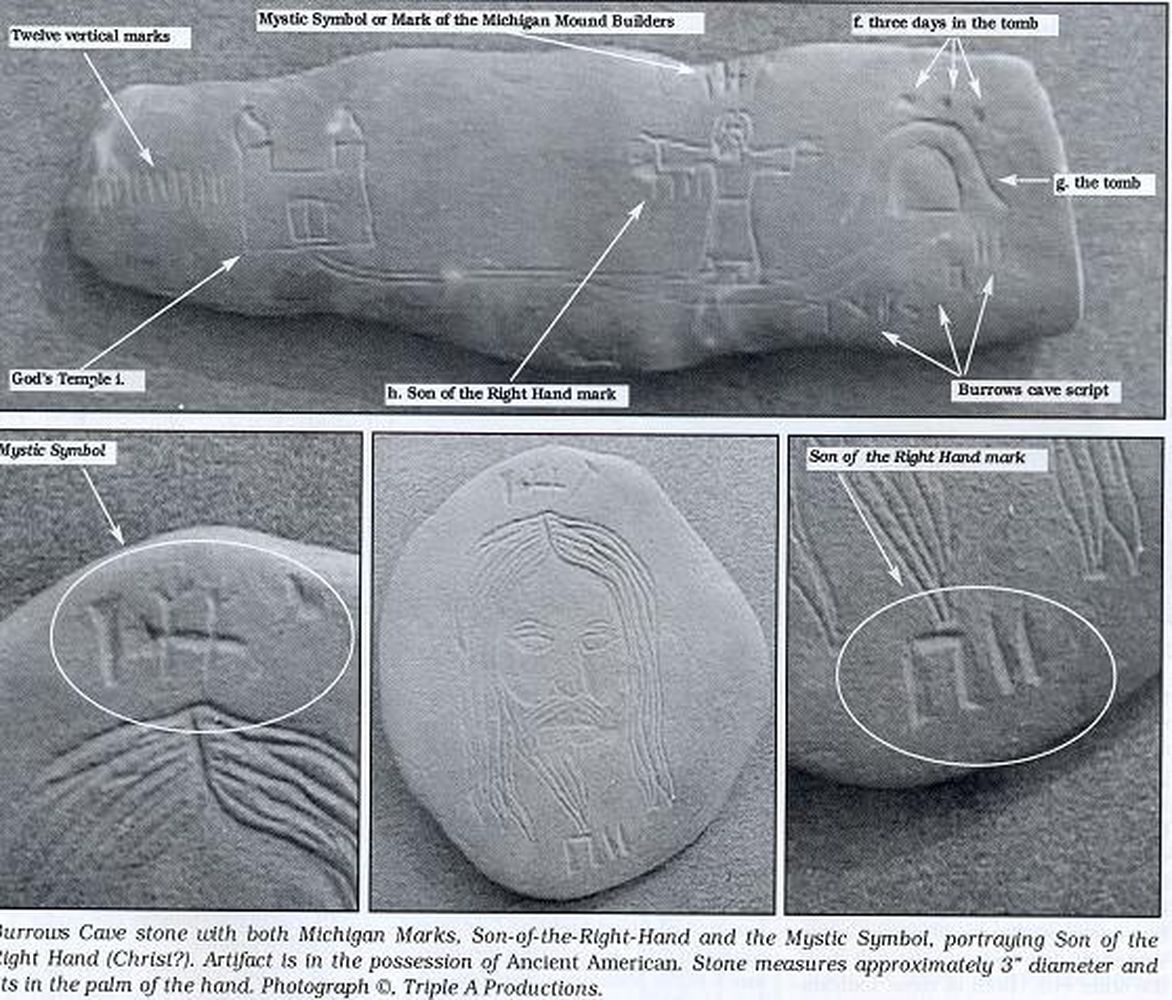 Twelve vertical marks
Mystic Symbol or Mark of the Michigan Mound Builders
f. three days in the tomb
g. the tomb
God's Temple i.
h. Son of the Right Hand mark
Burrows cave script
Mystic Symbol
Son of the Right Hand mark
Burrows Cave stone with both Michigan Marks, Son-of-the-Right-Hand and the Mystic Symbol, portraying Son of the
Right Hand (Christ?). Artifact is in the possession of Ancient American. Stone measures approximately 3" diameter and
ts in the palm of the hand. Photograph ©, Triple A Productions.